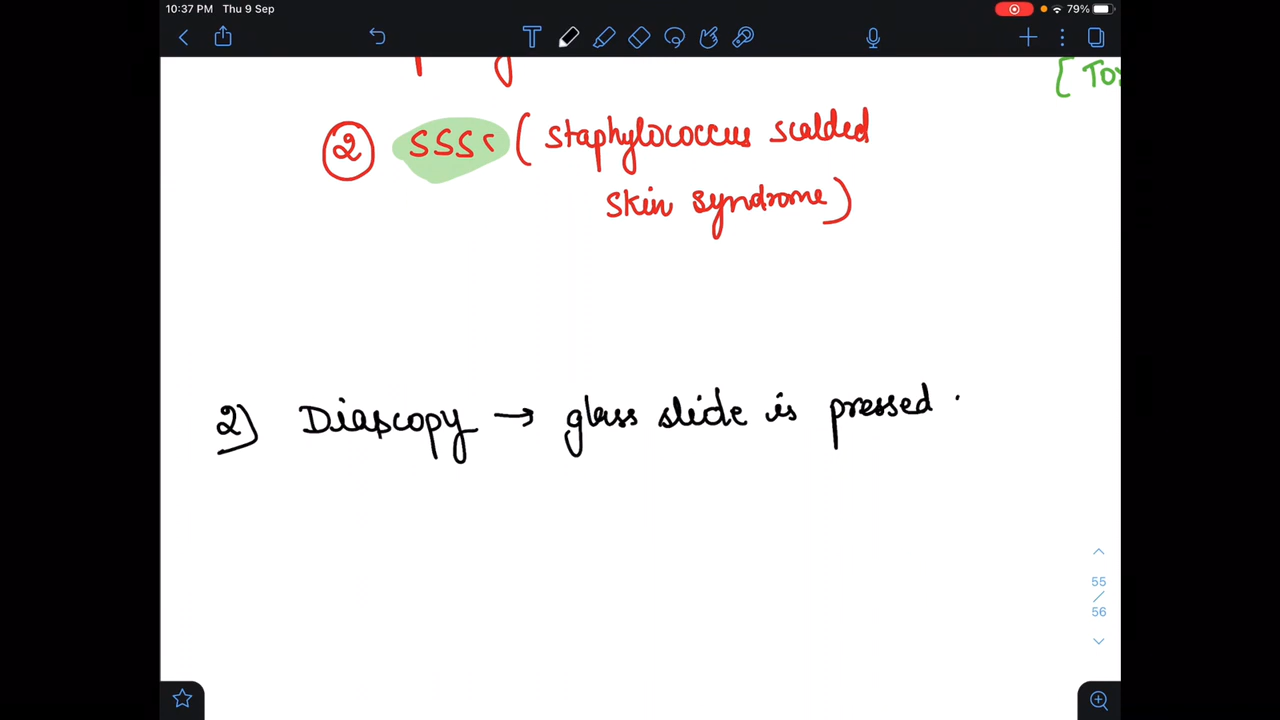 10:37 PM Thu 9 Sep
79%
T
[ Tox
2 SSSS ( Staphylococcus scalded
skin syndrome)
2) Diascopy → glass slide is pressed .
55
/
56